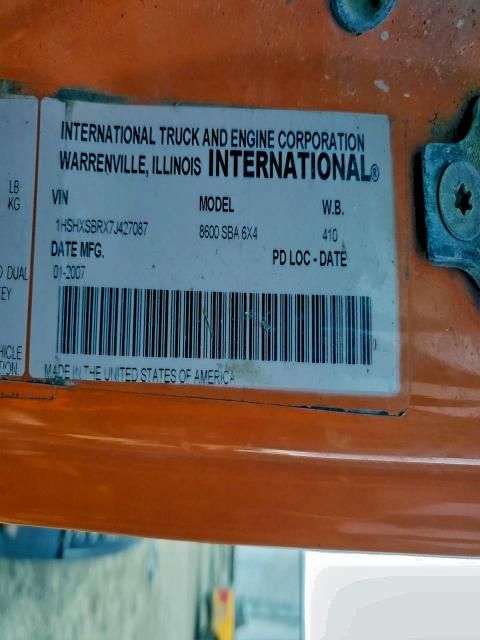 INTERNATIONAL TRUCK AND ENGINE CORPORATION
WARRENVILLE, ILLINOIS INTERNATIONAL®
VIN MODEL W.B.
1HSHXSBRX7J427087 8600 SBA 6X4 410
DATE MFG. PD LOC - DATE
01-2007
MADE IN THE UNITED STATES OF AMERICA
LB
KG
DUAL